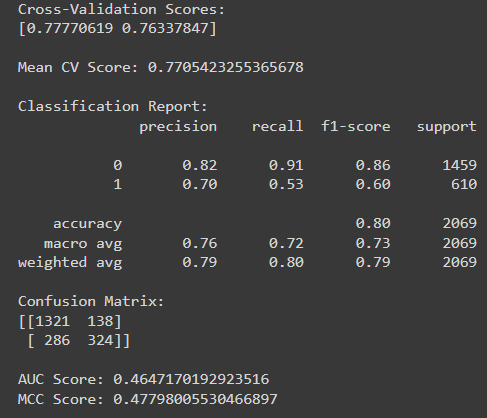 Cross-Validation Scores:
[0.77770619 0.76337847]
Mean CV Score: 0.7705423255365678
Classification Report:
precision recall f1-score support
0 0.82 0.91 0.86 1459
1 0.70 0.53 0.60 610
accuracy 0.80 2069
macro avg 0.76 0.72 0.73 2069
weighted avg 0.79 0.80 0.79 2069
Confusion Matrix:
[[1321 138]
[ 286 324]]
AUC Score: 0.4647170192923516
MCC Score: 0.47798005530466897